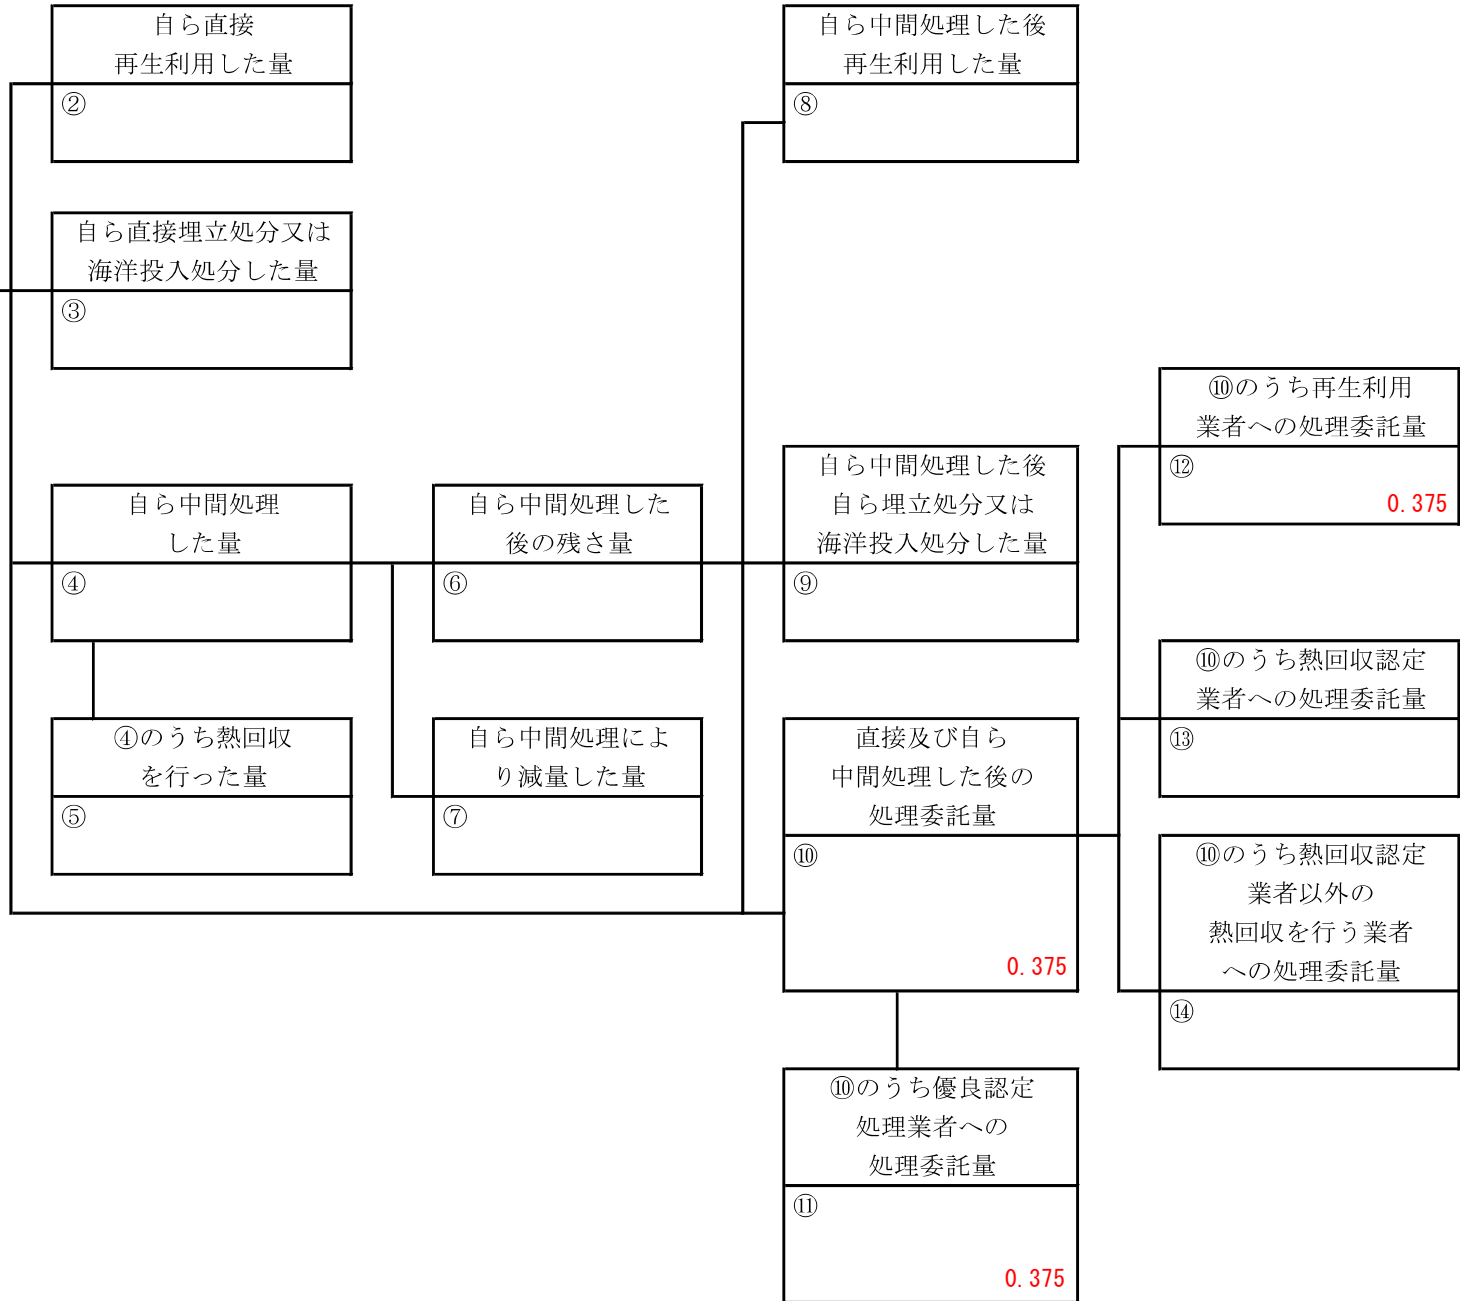 自ら直接
再生利用した量
②
自ら中間処理した後
再生利用した量
⑧
自ら直接埋立処分又は
海洋投入処分した量
③
⑩のうち再生利用
業者への処理委託量
⑫
0.375
自ら中間処理
した量
④
自ら中間処理した
後の残さ量
⑥
自ら中間処理した後
自ら埋立処分又は
海洋投入処分した量
⑨
⑩のうち熱回収認定
業者への処理委託量
⑬
④のうち熱回収
を行った量
⑤
自ら中間処理によ
り減量した量
⑦
直接及び自ら
中間処理した後の
処理委託量
⑩
0.375
⑩のうち熱回収認定
業者以外の
熱回収を行う業者
への処理委託量
⑭
⑩のうち優良認定
処理業者への
処理委託量
⑪
0.375